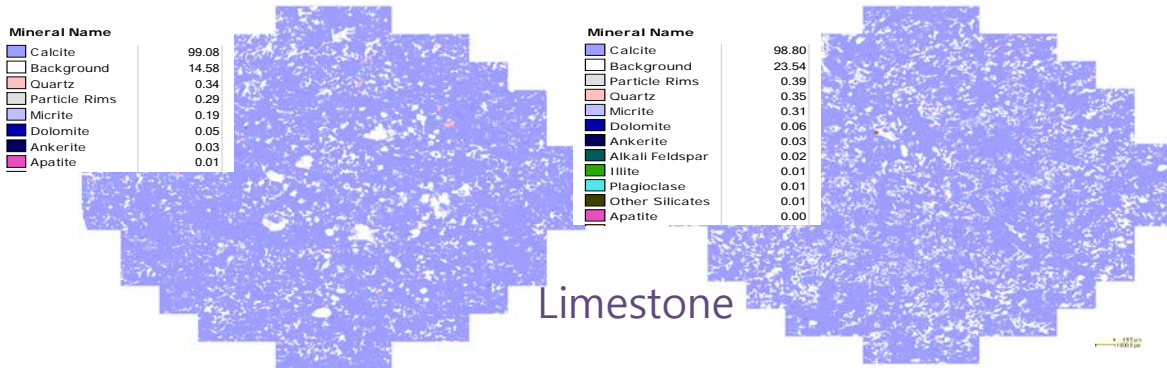 Mineral Name
Calcite 99.08
Background 14.58
Quartz 0.34
Particle Rims 0.29
Micrite 0.19
Dolomite 0.05
Ankerite 0.03
Apatite 0.01
Mineral Name
Calcite 98.80
Background 23.54
Particle Rims 0.39
Quartz 0.35
Micrite 0.31
Dolomite 0.06
Ankerite 0.03
Alkali Feldspar 0.02
Illite 0.01
Plagioclase 0.01
Other Silicates 0.01
Apatite 0.00
Limestone